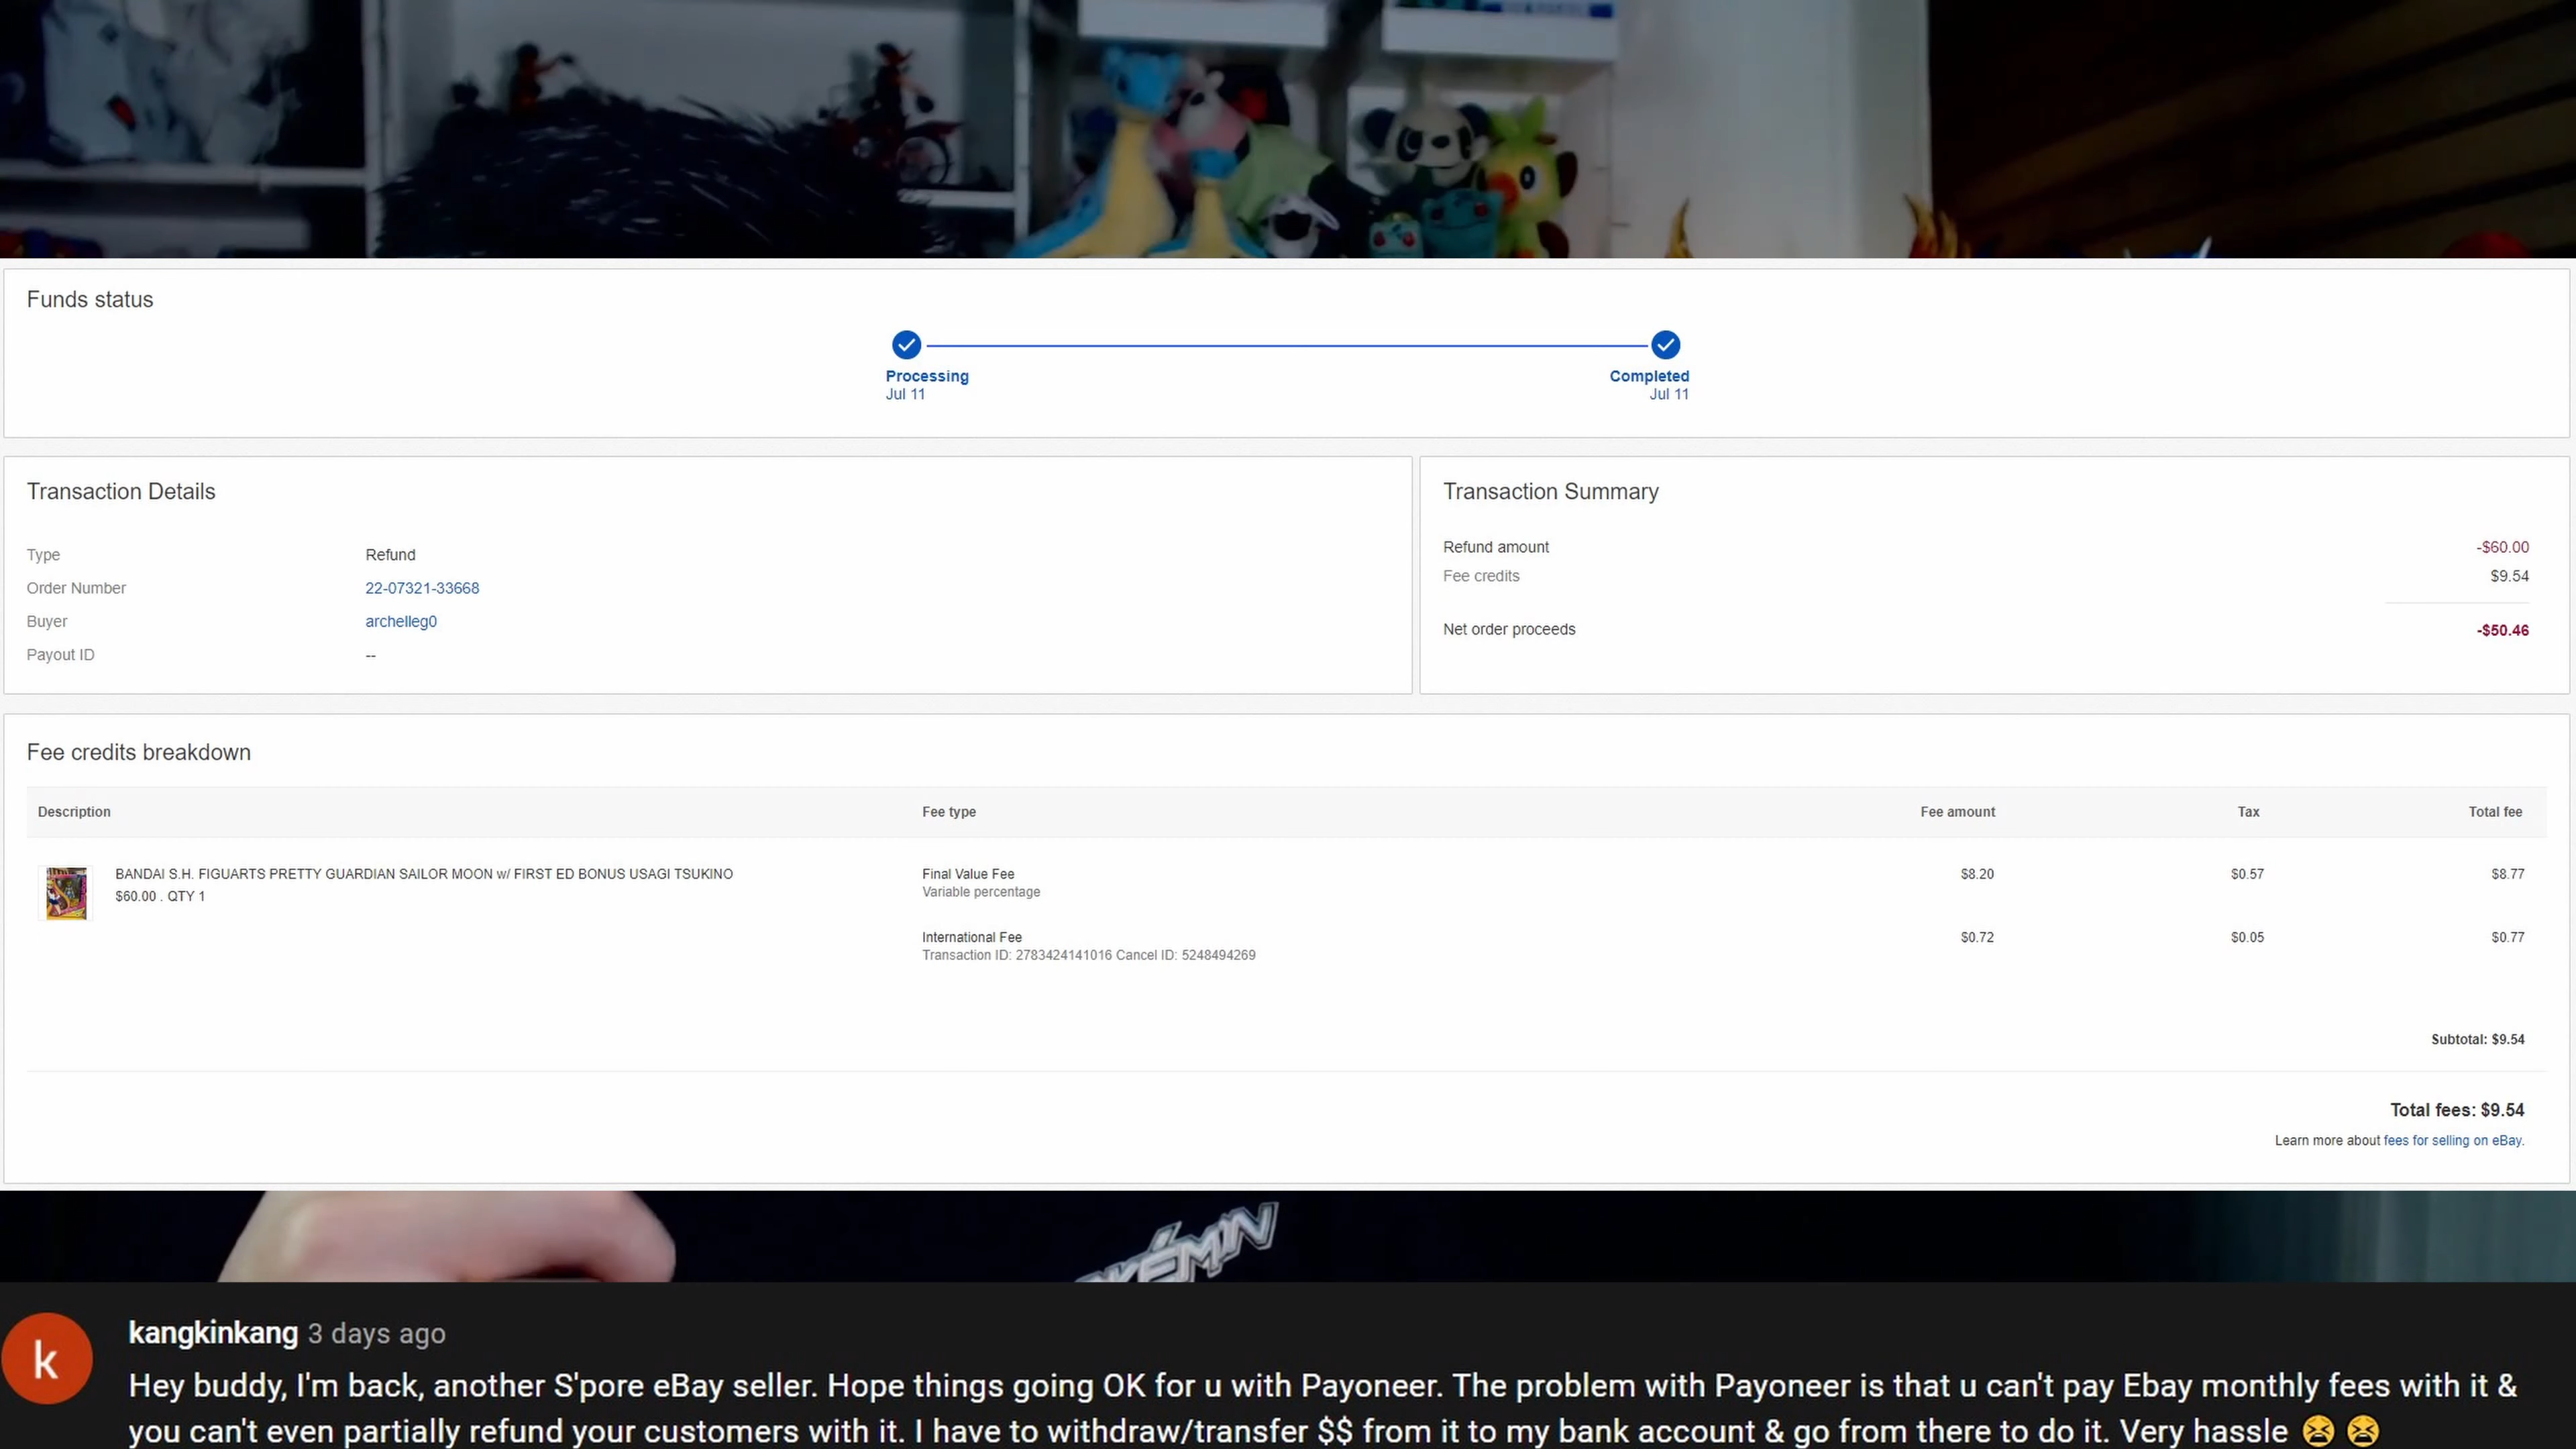 Funds status
Processing
Jul 11
Completed
Jul 11
Transaction Details
Type Refund
Order Number 22-07321-33668
Buyer archelleg0
Payout ID --
Transaction Summary
Refund amount -$60.00
Fee credits $9.54
Net order proceeds -$50.46
Fee credits breakdown
Description Fee type Fee amount Tax Total fee
BANDAI S.H. FIGUARTS PRETTY GUARDIAN SAILOR MOON w/ FIRST ED BONUS USAGI TSUKINO
$60.00 . QTY 1
Final Value Fee $8.20 $0.57 $8.77
Variable percentage
International Fee $0.72 $0.05 $0.77
Transaction ID: 2783424141016 Cancel ID: 5248494269
Subtotal: $9.54
Total fees: $9.54
Learn more about fees for selling on eBay.
k
kangkinkang 3 days ago
Hey buddy, I'm back, another S'pore eBay seller. Hope things going OK for u with Payoneer. The problem with Payoneer is that u can't pay Ebay monthly fees with it &
you can't even partially refund your customers with it. I have to withdraw/transfer $$ from it to my bank account & go from there to do it. Very hassle 😫 😫